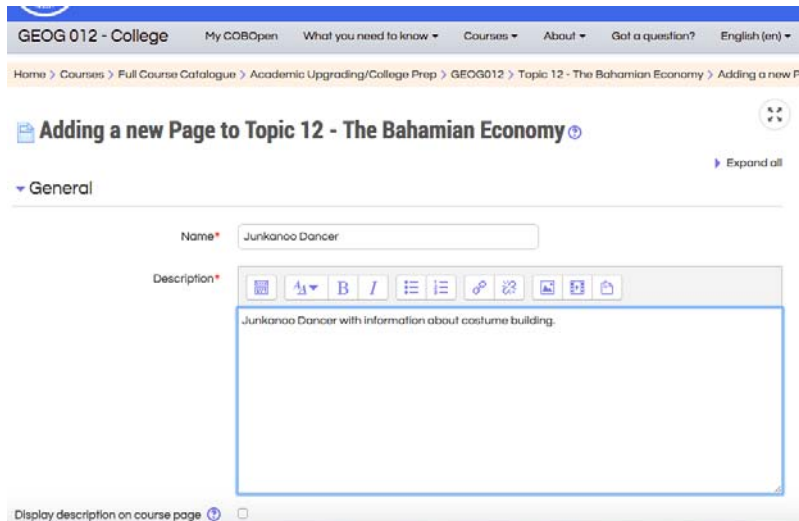 GEOG 012 - College My COBOpen What you need to know Courses About Got a question? English (en)
Home > Courses > Full Course Catalogue > Academic Upgrading/College Prep > GEOG012 > Topic 12 - The Bahamian Economy > Adding a new P
Adding a new Page to Topic 12 - The Bahamian Economy
Expand all
General
Name* Junkanoo Dancer
Description*
B I
Junkanoo Dancer with information about costume building.
Display description on course page